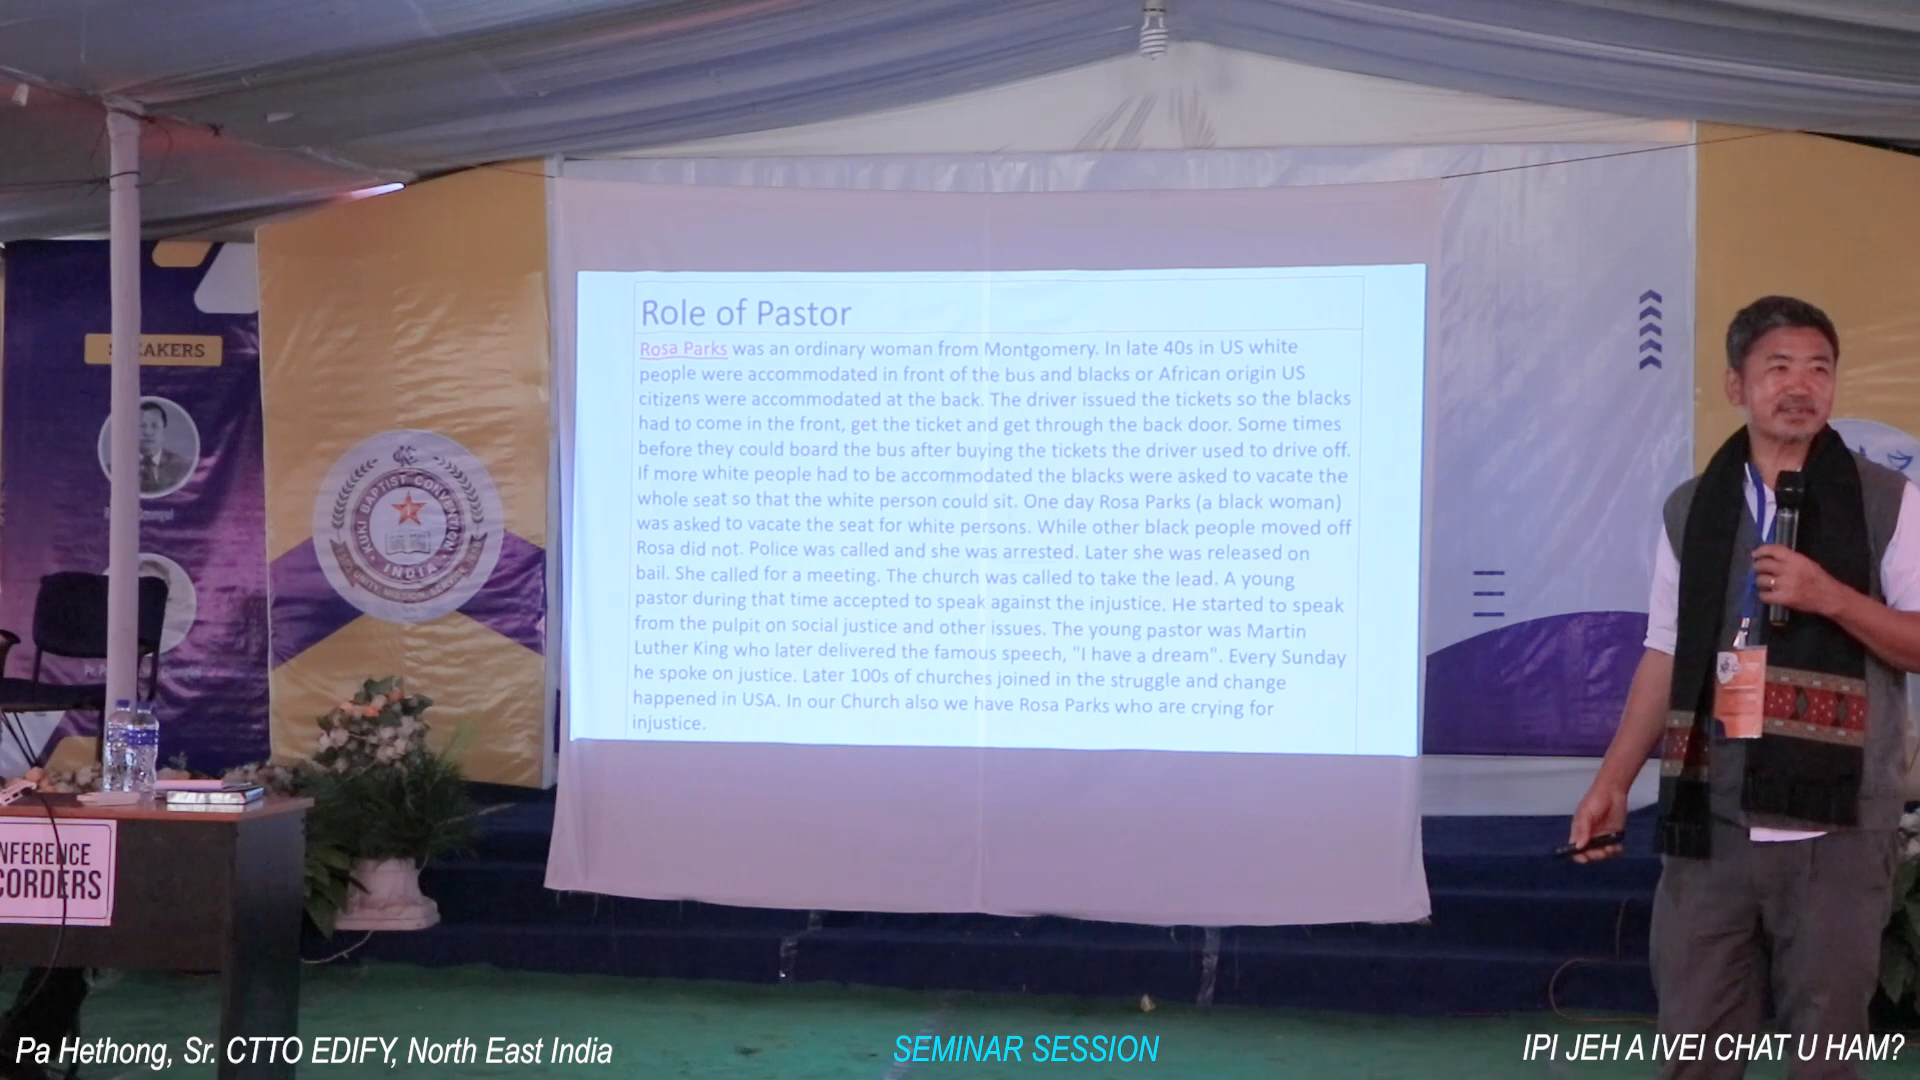 Role of Pastor
Rosa Parks was an ordinary woman from Montgomery. In late 40s in US white
people were accommodated in front of the bus and blacks or African origin US
citizens were accommodated at the back. The driver issued the tickets so the blacks
had to come in the front, get the ticket and get through the back door. Some times
before they could board the bus after buying the tickets the driver used to drive off.
If more white people had to be accommodated the blacks were asked to vacate the
whole seat so that the white person could sit. One day Rosa Parks (a black woman)
was asked to vacate the seat for white persons. While other black people moved off
Rosa did not. Police was called and she was arrested. Later she was released on
bail. She called for a meeting. The church was called to take the lead. A young
pastor during that time accepted to speak against the injustice. He started to speak
from the pulpit on social justice and other issues. The young pastor was Martin
Luther King who later delivered the famous speech, "I have a dream". Every Sunday
he spoke on justice. Later 100s of churches joined in the struggle and change
happened in USA. In our Church also we have Rosa Parks who are crying for
injustice.
KUKI BAPTIST CONVENTION
INDIA
UNITY, MISSION,
AKERS
NFERENCE
CORDERS
Pa Hethong, Sr. CTTO EDIFY, North East India
SEMINAR SESSION
IPI JEH A IVEI CHAT U HAM?